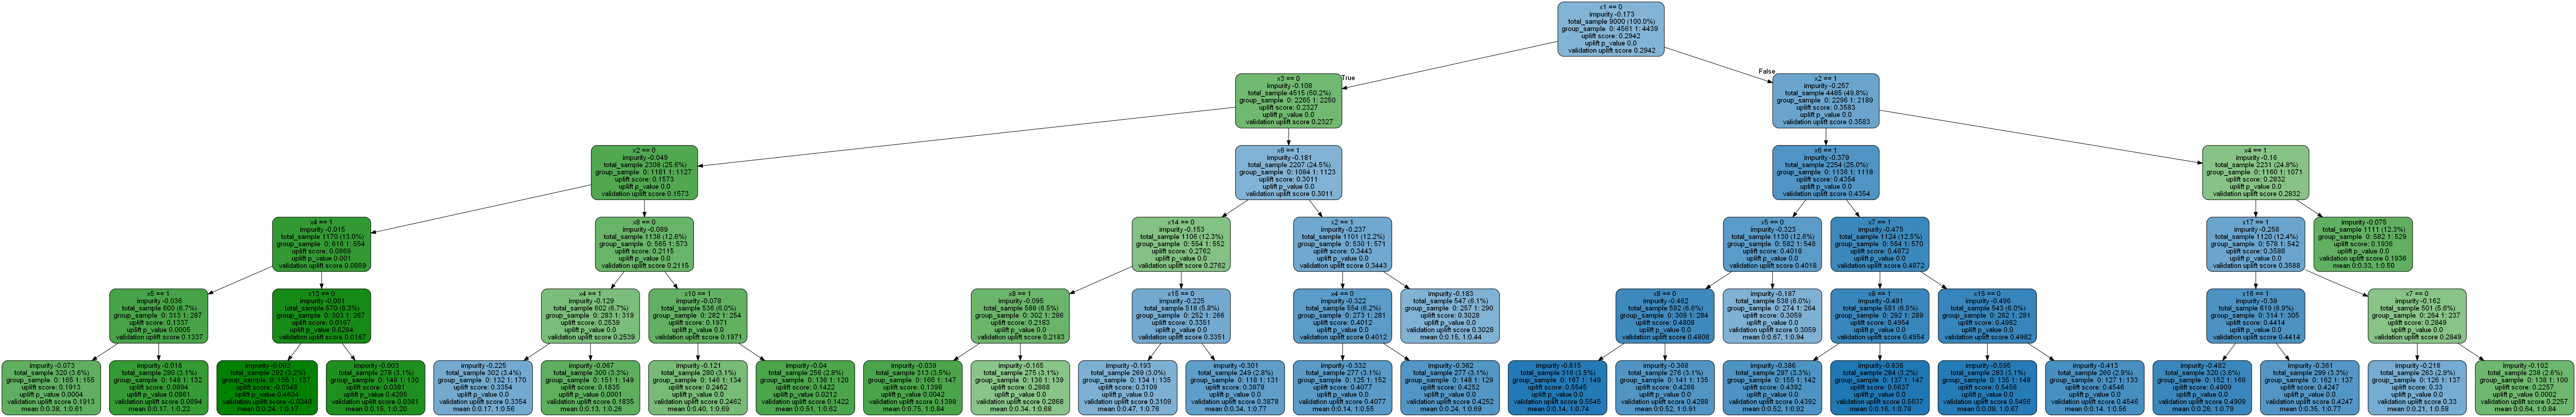 x1 == 0
impurity -0.173
total_sample 9000 (100.0%)
group_sample 0: 4561 1: 4439
uplift score: 0.2942
uplift p_value 0.0
validation uplift score 0.2942
True
False
x3 == 0
impurity -0.108
total_sample 4515 (50.2%)
group_sample 0: 2265 1: 2250
uplift score: 0.2327
uplift p_value 0.0
validation uplift score 0.2327
x2 == 1
impurity -0.257
total_sample 4485 (49.8%)
group_sample 0: 2296 1: 2189
uplift score: 0.3583
uplift p_value 0.0
validation uplift score 0.3583
x2 == 0
impurity -0.049
total_sample 2308 (25.6%)
group_sample 0: 1181 1: 1127
uplift score: 0.1573
uplift p_value 0.0
validation uplift score 0.1573
x6 == 1
impurity -0.181
total_sample 2207 (24.5%)
group_sample 0: 1084 1: 1123
uplift score: 0.3011
uplift p_value 0.0
validation uplift score 0.3011
x6 == 1
impurity -0.379
total_sample 2254 (25.0%)
group_sample 0: 1136 1: 1118
uplift score: 0.4354
uplift p_value 0.0
validation uplift score 0.4354
x4 == 1
impurity -0.16
total_sample 2231 (24.8%)
group_sample 0: 1160 1: 1071
uplift score: 0.2832
uplift p_value 0.0
validation uplift score 0.2832
x4 == 1
impurity -0.015
total_sample 1170 (13.0%)
group_sample 0: 616 1: 554
uplift score: 0.0869
uplift p_value 0.001
validation uplift score 0.0869
x8 == 0
impurity -0.089
total_sample 1138 (12.6%)
group_sample 0: 565 1: 573
uplift score: 0.2115
uplift p_value 0.0
validation uplift score 0.2115
x14 == 0
impurity -0.153
total_sample 1106 (12.3%)
group_sample 0: 554 1: 552
uplift score: 0.2762
uplift p_value 0.0
validation uplift score 0.2762
x2 == 1
impurity -0.237
total_sample 1101 (12.2%)
group_sample 0: 530 1: 571
uplift score: 0.3443
uplift p_value 0.0
validation uplift score 0.3443
x5 == 0
impurity -0.323
total_sample 1130 (12.6%)
group_sample 0: 582 1: 548
uplift score: 0.4018
uplift p_value 0.0
validation uplift score 0.4018
x7 == 1
impurity -0.475
total_sample 1124 (12.5%)
group_sample 0: 554 1: 570
uplift score: 0.4672
uplift p_value 0.0
validation uplift score 0.4672
x17 == 1
impurity -0.258
total_sample 1120 (12.4%)
group_sample 0: 578 1: 542
uplift score: 0.3588
uplift p_value 0.0
validation uplift score 0.3588
impurity -0.075
total_sample 1111 (12.3%)
group_sample 0: 582 1: 529
uplift score: 0.1936
uplift p_value 0.0
validation uplift score 0.1936
mean 0:0.33, 1:0.50
x5 == 1
impurity -0.036
total_sample 600 (6.7%)
group_sample 0: 313 1: 287
uplift score: 0.1337
uplift p_value 0.0005
validation uplift score 0.1337
x13 == 0
impurity -0.001
total_sample 570 (6.3%)
group_sample 0: 303 1: 267
uplift score: 0.0167
uplift p_value 0.6284
validation uplift score 0.0167
x4 == 1
impurity -0.129
total_sample 602 (6.7%)
group_sample 0: 283 1: 319
uplift score: 0.2539
uplift p_value 0.0
validation uplift score 0.2539
x10 == 1
impurity -0.078
total_sample 536 (6.0%)
group_sample 0: 282 1: 254
uplift score: 0.1971
uplift p_value 0.0
validation uplift score 0.1971
x8 == 1
impurity -0.095
total_sample 588 (6.5%)
group_sample 0: 302 1: 286
uplift score: 0.2183
uplift p_value 0.0
validation uplift score 0.2183
x15 == 0
impurity -0.225
total_sample 518 (5.8%)
group_sample 0: 252 1: 266
uplift score: 0.3351
uplift p_value 0.0
validation uplift score 0.3351
x4 == 0
impurity -0.322
total_sample 554 (6.2%)
group_sample 0: 273 1: 281
uplift score: 0.4012
uplift p_value 0.0
validation uplift score 0.4012
impurity -0.183
total_sample 547 (6.1%)
group_sample 0: 257 1: 290
uplift score: 0.3028
uplift p_value 0.0
validation uplift score 0.3028
mean 0:0.15, 1:0.44
x8 == 0
impurity -0.462
total_sample 592 (6.6%)
group_sample 0: 308 1: 284
uplift score: 0.4808
uplift p_value 0.0
validation uplift score 0.4808
impurity -0.187
total_sample 538 (6.0%)
group_sample 0: 274 1: 264
uplift score: 0.3059
uplift p_value 0.0
validation uplift score 0.3059
mean 0:0.67, 1:0.94
x8 == 1
impurity -0.491
total_sample 581 (6.5%)
group_sample 0: 292 1: 289
uplift score: 0.4954
uplift p_value 0.0
validation uplift score 0.4954
x15 == 0
impurity -0.496
total_sample 543 (6.0%)
group_sample 0: 262 1: 281
uplift score: 0.4982
uplift p_value 0.0
validation uplift score 0.4982
x16 == 1
impurity -0.39
total_sample 619 (6.9%)
group_sample 0: 314 1: 305
uplift score: 0.4414
uplift p_value 0.0
validation uplift score 0.4414
x7 == 0
impurity -0.162
total_sample 501 (5.6%)
group_sample 0: 264 1: 237
uplift score: 0.2849
uplift p_value 0.0
validation uplift score 0.2849
impurity -0.073
total_sample 320 (3.6%)
group_sample 0: 165 1: 155
uplift score: 0.1913
uplift p_value 0.0004
validation uplift score 0.1913
mean 0:0.38, 1:0.61
impurity -0.016
total_sample 280 (3.1%)
group_sample 0: 148 1: 132
uplift score: 0.0894
uplift p_value 0.0861
validation uplift score 0.0894
mean 0:0.17, 1:0.22
impurity -0.002
total_sample 292 (3.2%)
group_sample 0: 155 1: 137
uplift score: -0.0348
uplift p_value 0.4634
validation uplift score -0.0348
mean 0:0.24, 1:0.17
impurity -0.003
total_sample 278 (3.1%)
group_sample 0: 148 1: 130
uplift score: 0.0381
uplift p_value 0.4205
validation uplift score 0.0381
mean 0:0.15, 1:0.20
impurity -0.225
total_sample 302 (3.4%)
group_sample 0: 132 1: 170
uplift score: 0.3354
uplift p_value 0.0
validation uplift score 0.3354
mean 0:0.17, 1:0.56
impurity -0.067
total_sample 300 (3.3%)
group_sample 0: 151 1: 149
uplift score: 0.1835
uplift p_value 0.0001
validation uplift score 0.1835
mean 0:0.13, 1:0.26
impurity -0.121
total_sample 280 (3.1%)
group_sample 0: 146 1: 134
uplift score: 0.2462
uplift p_value 0.0
validation uplift score 0.2462
mean 0:0.40, 1:0.69
impurity -0.04
total_sample 256 (2.8%)
group_sample 0: 136 1: 120
uplift score: 0.1422
uplift p_value 0.0212
validation uplift score 0.1422
mean 0:0.51, 1:0.62
impurity -0.039
total_sample 313 (3.5%)
group_sample 0: 166 1: 147
uplift score: 0.1398
uplift p_value 0.0042
validation uplift score 0.1398
mean 0:0.75, 1:0.84
impurity -0.165
total_sample 275 (3.1%)
group_sample 0: 136 1: 139
uplift score: 0.2868
uplift p_value 0.0
validation uplift score 0.2868
mean 0:0.34, 1:0.68
impurity -0.193
total_sample 269 (3.0%)
group_sample 0: 134 1: 135
uplift score: 0.3109
uplift p_value 0.0
validation uplift score 0.3109
mean 0:0.47, 1:0.76
impurity -0.301
total_sample 249 (2.8%)
group_sample 0: 118 1: 131
uplift score: 0.3878
uplift p_value 0.0
validation uplift score 0.3878
mean 0:0.34, 1:0.77
impurity -0.332
total_sample 277 (3.1%)
group_sample 0: 125 1: 152
uplift score: 0.4077
uplift p_value 0.0
validation uplift score 0.4077
mean 0:0.14, 1:0.55
impurity -0.362
total_sample 277 (3.1%)
group_sample 0: 148 1: 129
uplift score: 0.4252
uplift p_value 0.0
validation uplift score 0.4252
mean 0:0.24, 1:0.69
impurity -0.615
total_sample 316 (3.5%)
group_sample 0: 167 1: 149
uplift score: 0.5545
uplift p_value 0.0
validation uplift score 0.5545
mean 0:0.14, 1:0.74
impurity -0.368
total_sample 276 (3.1%)
group_sample 0: 141 1: 135
uplift score: 0.4288
uplift p_value 0.0
validation uplift score 0.4288
mean 0:0.52, 1:0.91
impurity -0.386
total_sample 297 (3.3%)
group_sample 0: 155 1: 142
uplift score: 0.4392
uplift p_value 0.0
validation uplift score 0.4392
mean 0:0.52, 1:0.92
impurity -0.636
total_sample 284 (3.2%)
group_sample 0: 137 1: 147
uplift score: 0.5637
uplift p_value 0.0
validation uplift score 0.5637
mean 0:0.16, 1:0.78
impurity -0.595
total_sample 283 (3.1%)
group_sample 0: 135 1: 148
uplift score: 0.5456
uplift p_value 0.0
validation uplift score 0.5456
mean 0:0.09, 1:0.67
impurity -0.413
total_sample 260 (2.9%)
group_sample 0: 127 1: 133
uplift score: 0.4546
uplift p_value 0.0
validation uplift score 0.4546
mean 0:0.14, 1:0.56
impurity -0.482
total_sample 320 (3.6%)
group_sample 0: 152 1: 168
uplift score: 0.4909
uplift p_value 0.0
validation uplift score 0.4909
mean 0:0.26, 1:0.79
impurity -0.361
total_sample 299 (3.3%)
group_sample 0: 162 1: 137
uplift score: 0.4247
uplift p_value 0.0
validation uplift score 0.4247
mean 0:0.35, 1:0.77
impurity -0.218
total_sample 263 (2.9%)
group_sample 0: 126 1: 137
uplift score: 0.33
uplift p_value 0.0
validation uplift score 0.33
mean 0:0.21, 1:0.58
impurity -0.102
total_sample 238 (2.6%)
group_sample 0: 138 1: 100
uplift score: 0.2257
uplift p_value 0.0002
validation uplift score 0.2257
mean 0:0.64, 1:0.84